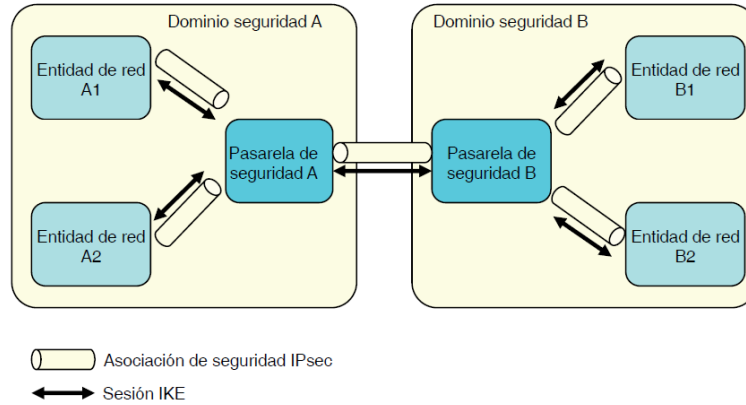 Dominio seguridad A
Dominio seguridad B
Entidad de red
A1
Entidad de red
B1
Pasarela de
seguridad A
Pasarela de
seguridad B
Entidad de red
A2
Entidad de red
B2
Asociación de seguridad IPsec
Sesión IKE